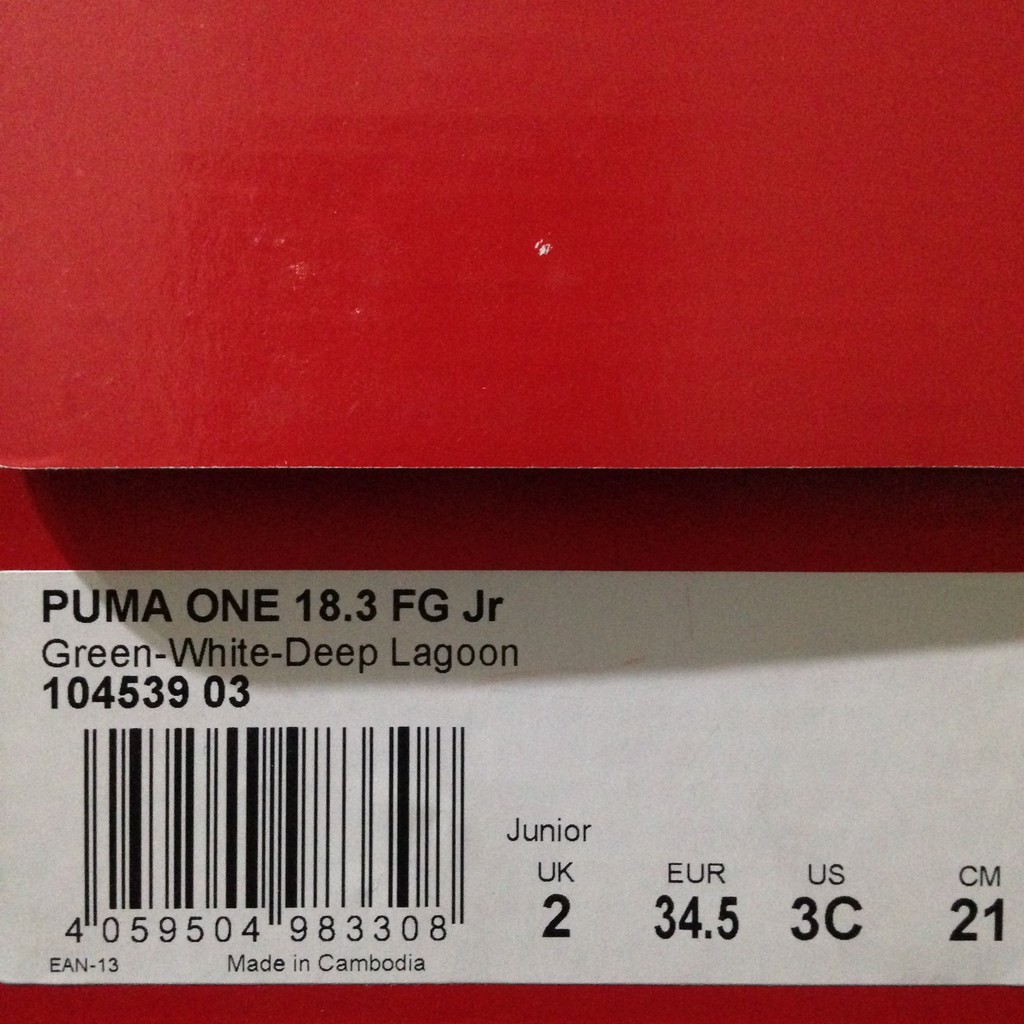 PUMA ONE 18.3 FG Jr
Green-White-Deep Lagoon
104539 03
Junior
UK EUR US CM
2 34.5 3C 21
4 059504 983308
EAN-13 Made in Cambodia